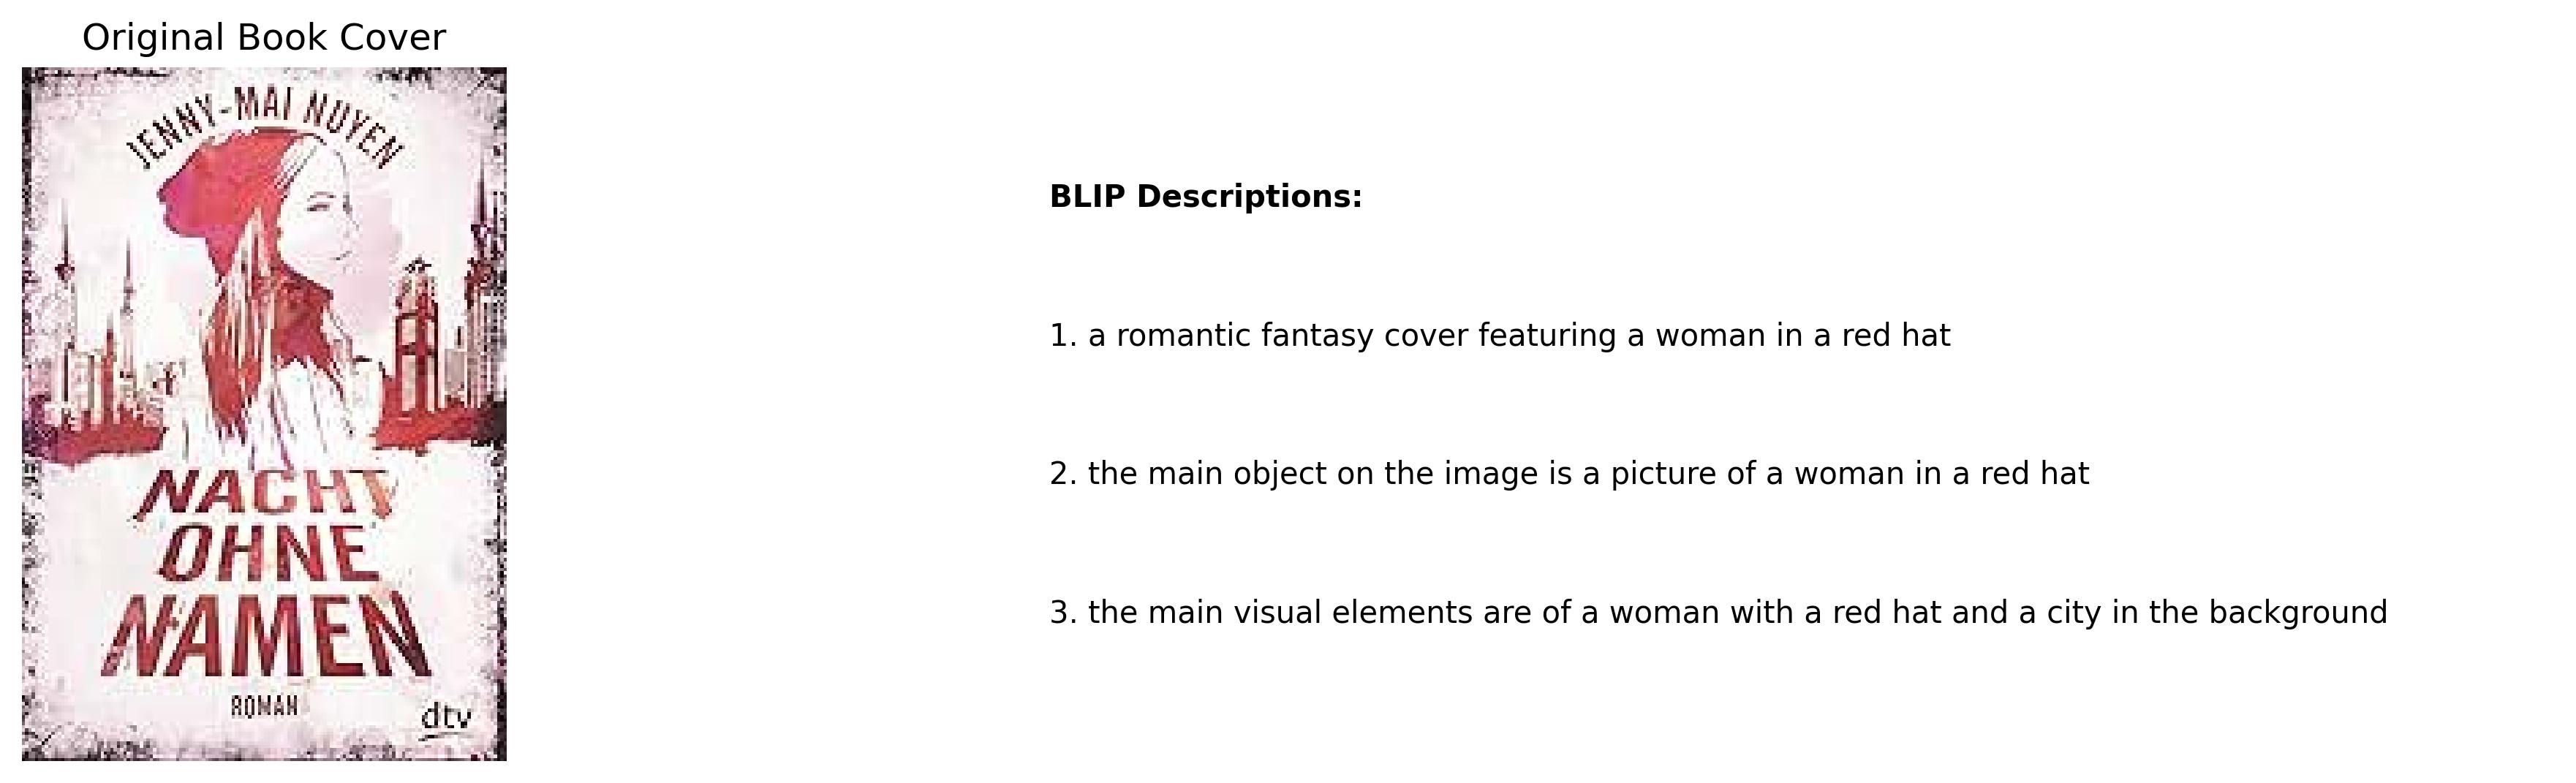 Original Book Cover
JENNY-MAI NUYEN
NACHT
OHNE
NAMEN
ROMAN
dtv
BLIP Descriptions:
1. a romantic fantasy cover featuring a woman in a red hat
2. the main object on the image is a picture of a woman in a red hat
3. the main visual elements are of a woman with a red hat and a city in the background